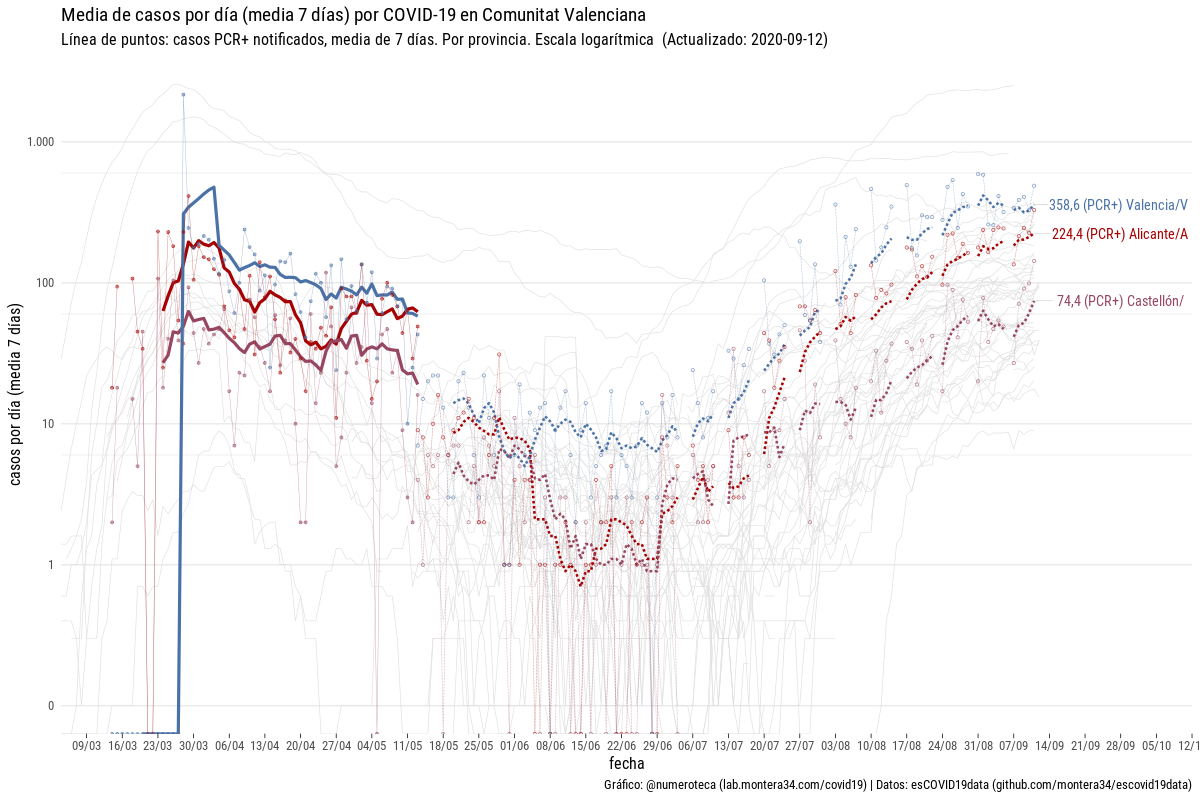 Media de casos por día (media 7 días) por COVID-19 en Comunitat Valenciana
Línea de puntos: casos PCR+ notificados, media de 7 días. Por provincia. Escala logarítmica (Actualizado: 2020-09-12)
casos por día (media 7 días)
1.000
100
10
1
0
358,6 (PCR+) Valencia/V
224,4 (PCR+) Alicante/A
74,4 (PCR+) Castellón/
09/03 16/03 23/03 30/03 06/04 13/04 20/04 27/04 04/05 11/05 18/05 25/05 01/06 08/06 15/06 22/06 29/06 06/07 13/07 20/07 27/07 03/08 10/08 17/08 24/08 31/08 07/09 14/09 21/09 28/09 05/10 12/1
fecha
Gráfico: @numeroteca (lab.montera34.com/covid19) | Datos: esCOVID19data (github.com/montera34/escovid19data)